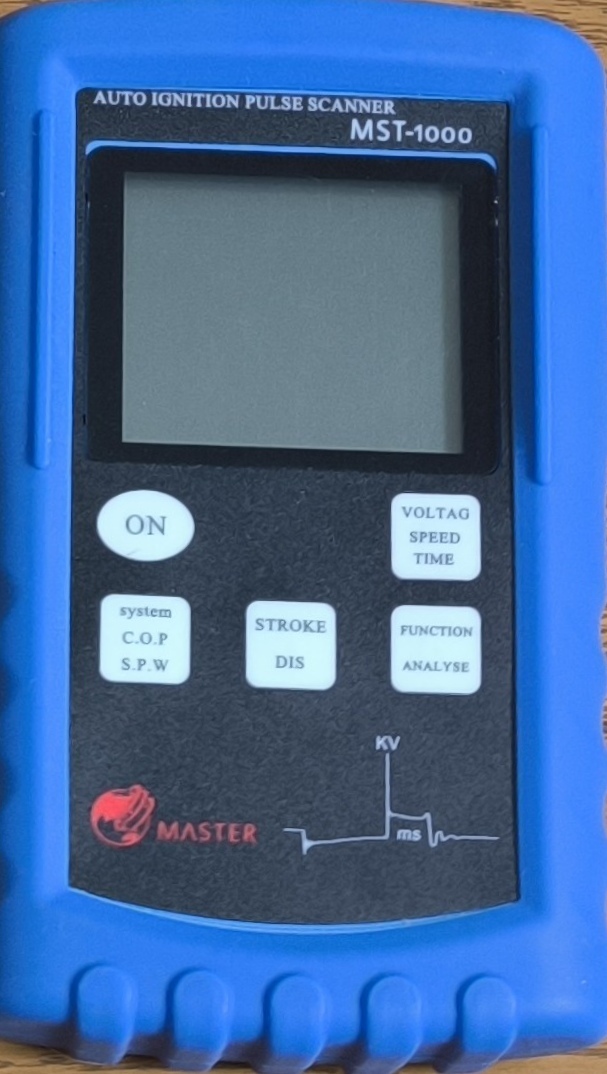 AUTO IGNITION PULSE SCANNER
MST-1000
ON
VOLTAG
SPEED
TIME
system
C.O.P
S.P.W
STROKE
DIS
FUNCTION
ANALYSE
KV
ms
MASTER